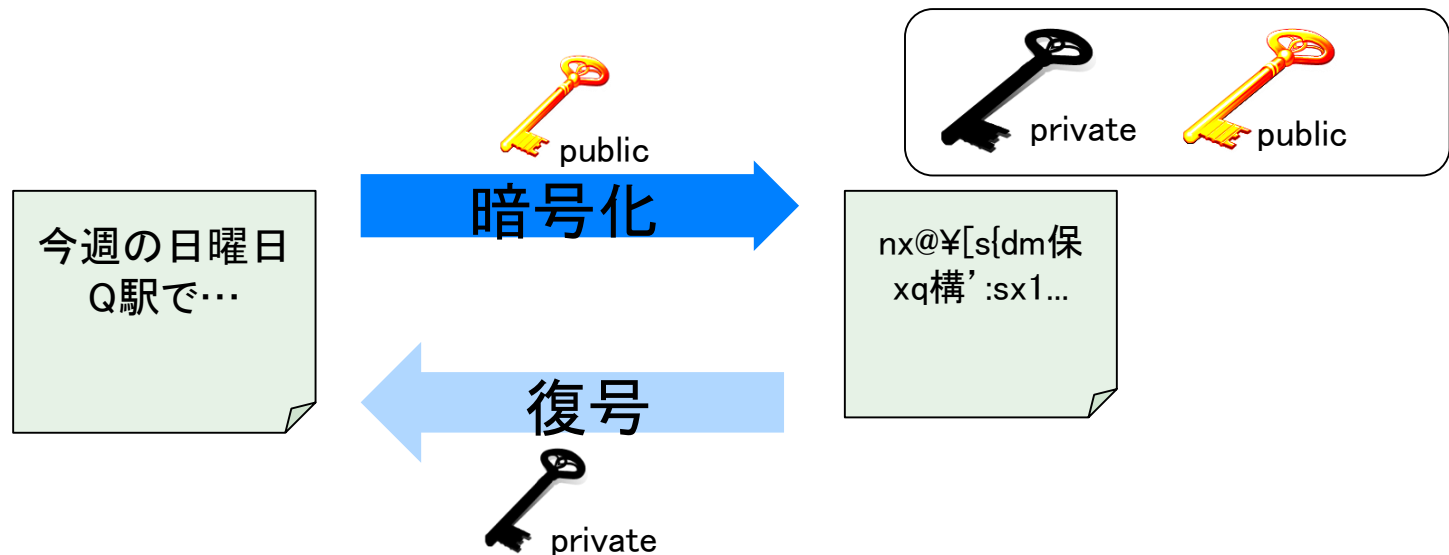 private
public
public
暗号化
今週の日曜日
Q駅で…
nx@¥[s{dm保
xq構’:sx1…
復号
private